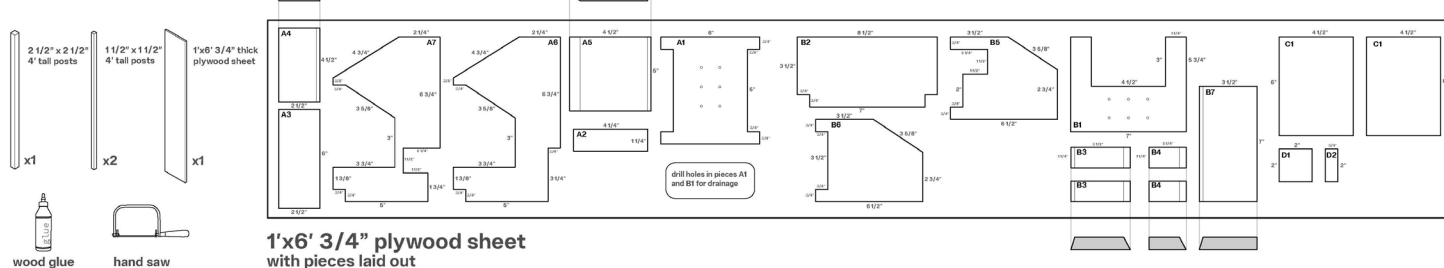 2 1/2" x 2 1/2"
4' tall posts
x1
1 1/2" x 1 1/2"
4' tall posts
x2
1'x6' 3/4" thick
plywood sheet
x1
glue
wood glue
hand saw
A4
4 1/2"
2 1/2"
A3
6"
2 1/2"
2 1/4"
A7
4 3/4"
6 3/4"
3 5/8"
3"
3 3/4"
1 3/8"
1 3/4"
5"
2 1/4"
A6
4 3/4"
6 3/4"
3 5/8"
3"
3 3/4"
1 3/8"
3 1/4"
5"
4 1/2"
A5
5"
4 1/4"
A2
1 1/4"
6"
A1
5"
drill holes in pieces A1
and B1 for drainage
8 1/2"
B2
3 1/2"
7"
3 1/2"
B6
3 5/8"
3 1/2"
2 3/4"
6 1/2"
3 1/2"
B5
3 5/8"
2"
2 3/4"
6 1/2"
3"
5 3/4"
4 1/2"
B1
7"
B3
B4
B3
B4
3 1/2"
B7
7"
4 1/2"
C1
6"
4 1/2"
C1
2"
D1
2"
D2
2"
1'x6' 3/4" plywood sheet
with pieces laid out